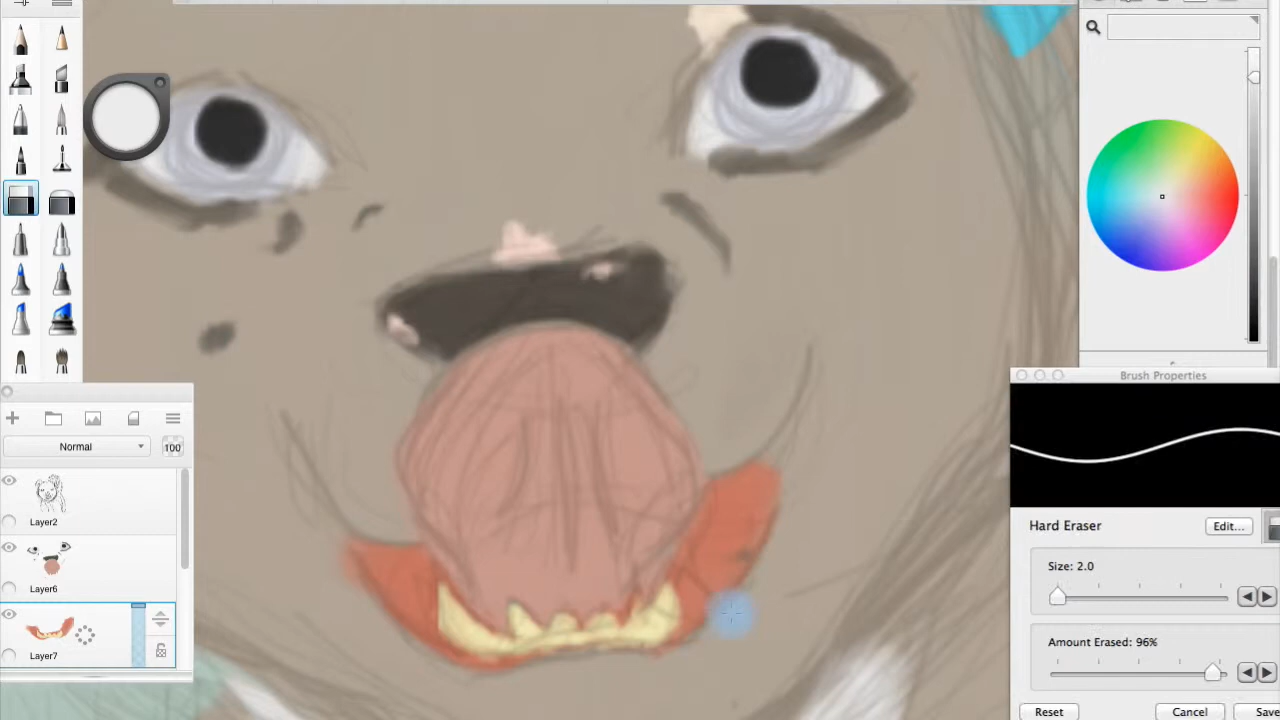 Normal
100
Layer2
Layer6
Layer7
Brush Properties
Hard Eraser
Edit...
Size: 2.0
Amount Erased: 96%
Reset
Cancel
Save